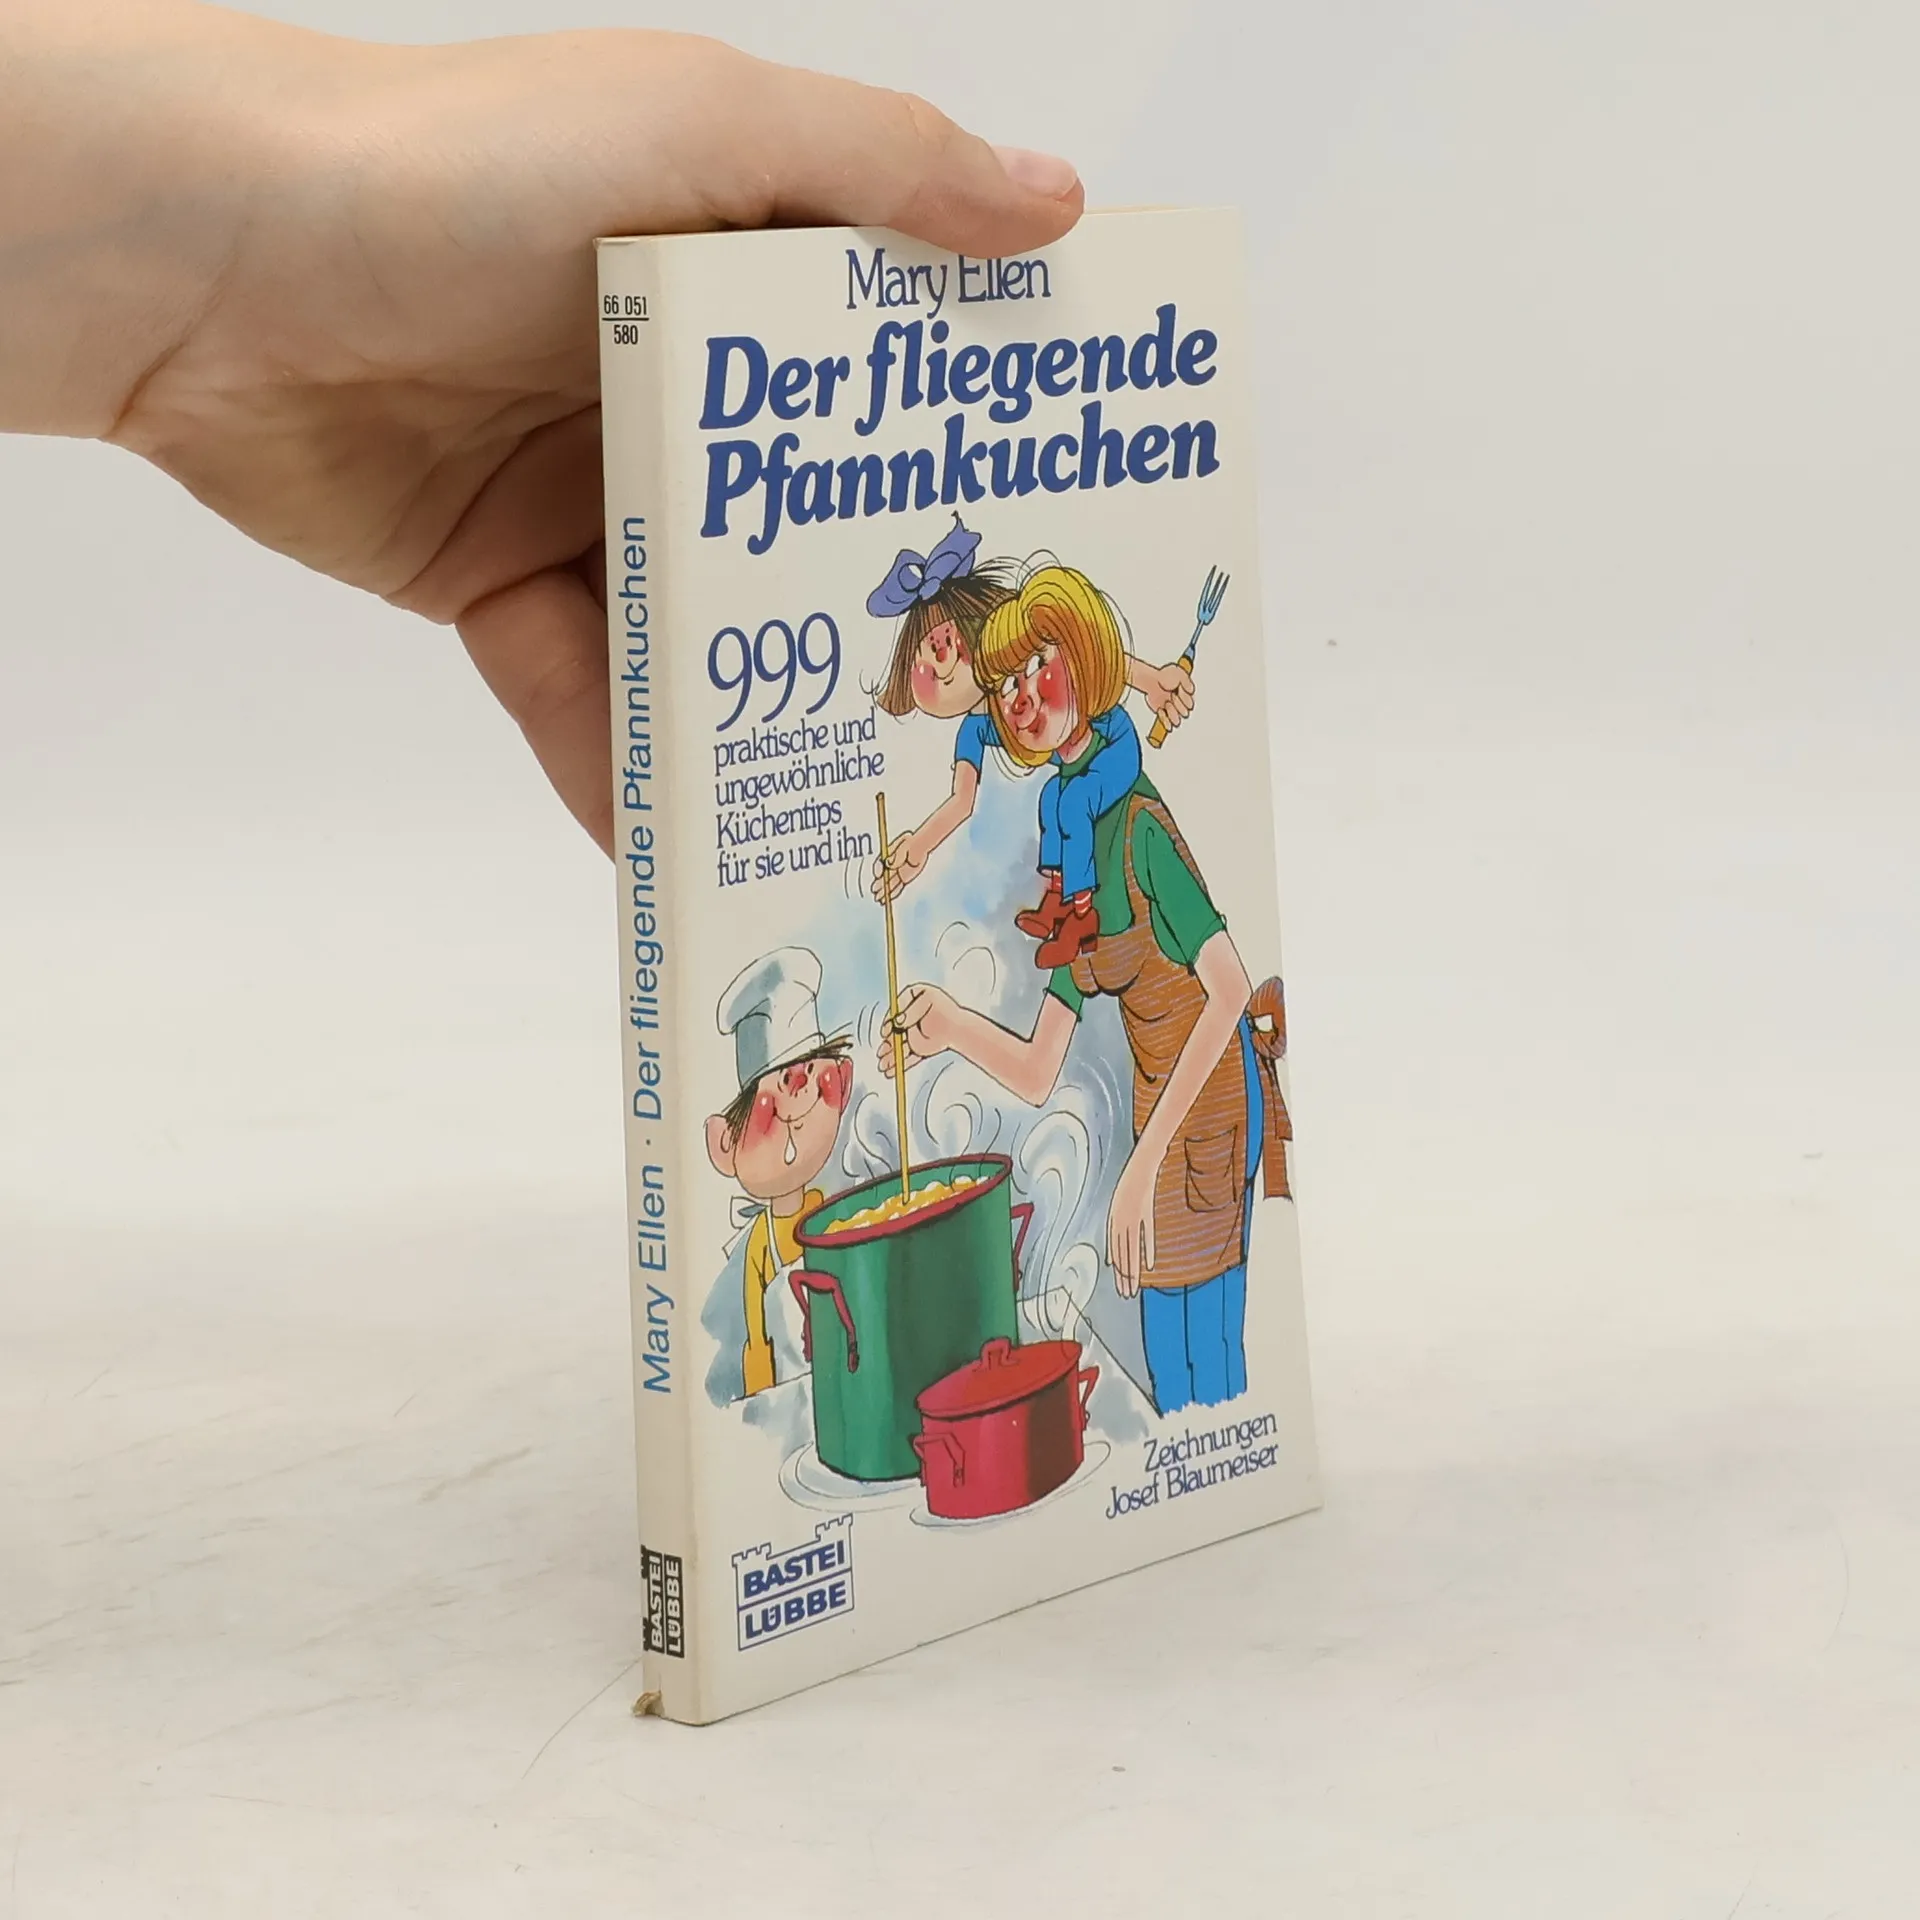 66 051
580
Mary Ellen · Der fliegende Pfannkuchen
BASTEI
LÜBBE
Mary Ellen
Der fliegende
Pfannkuchen
999
praktische und
ungewöhnliche
Küchentips
für sie und ihn
Zeichnungen
Josef Blaumeiser
BASTEI
LÜBBE